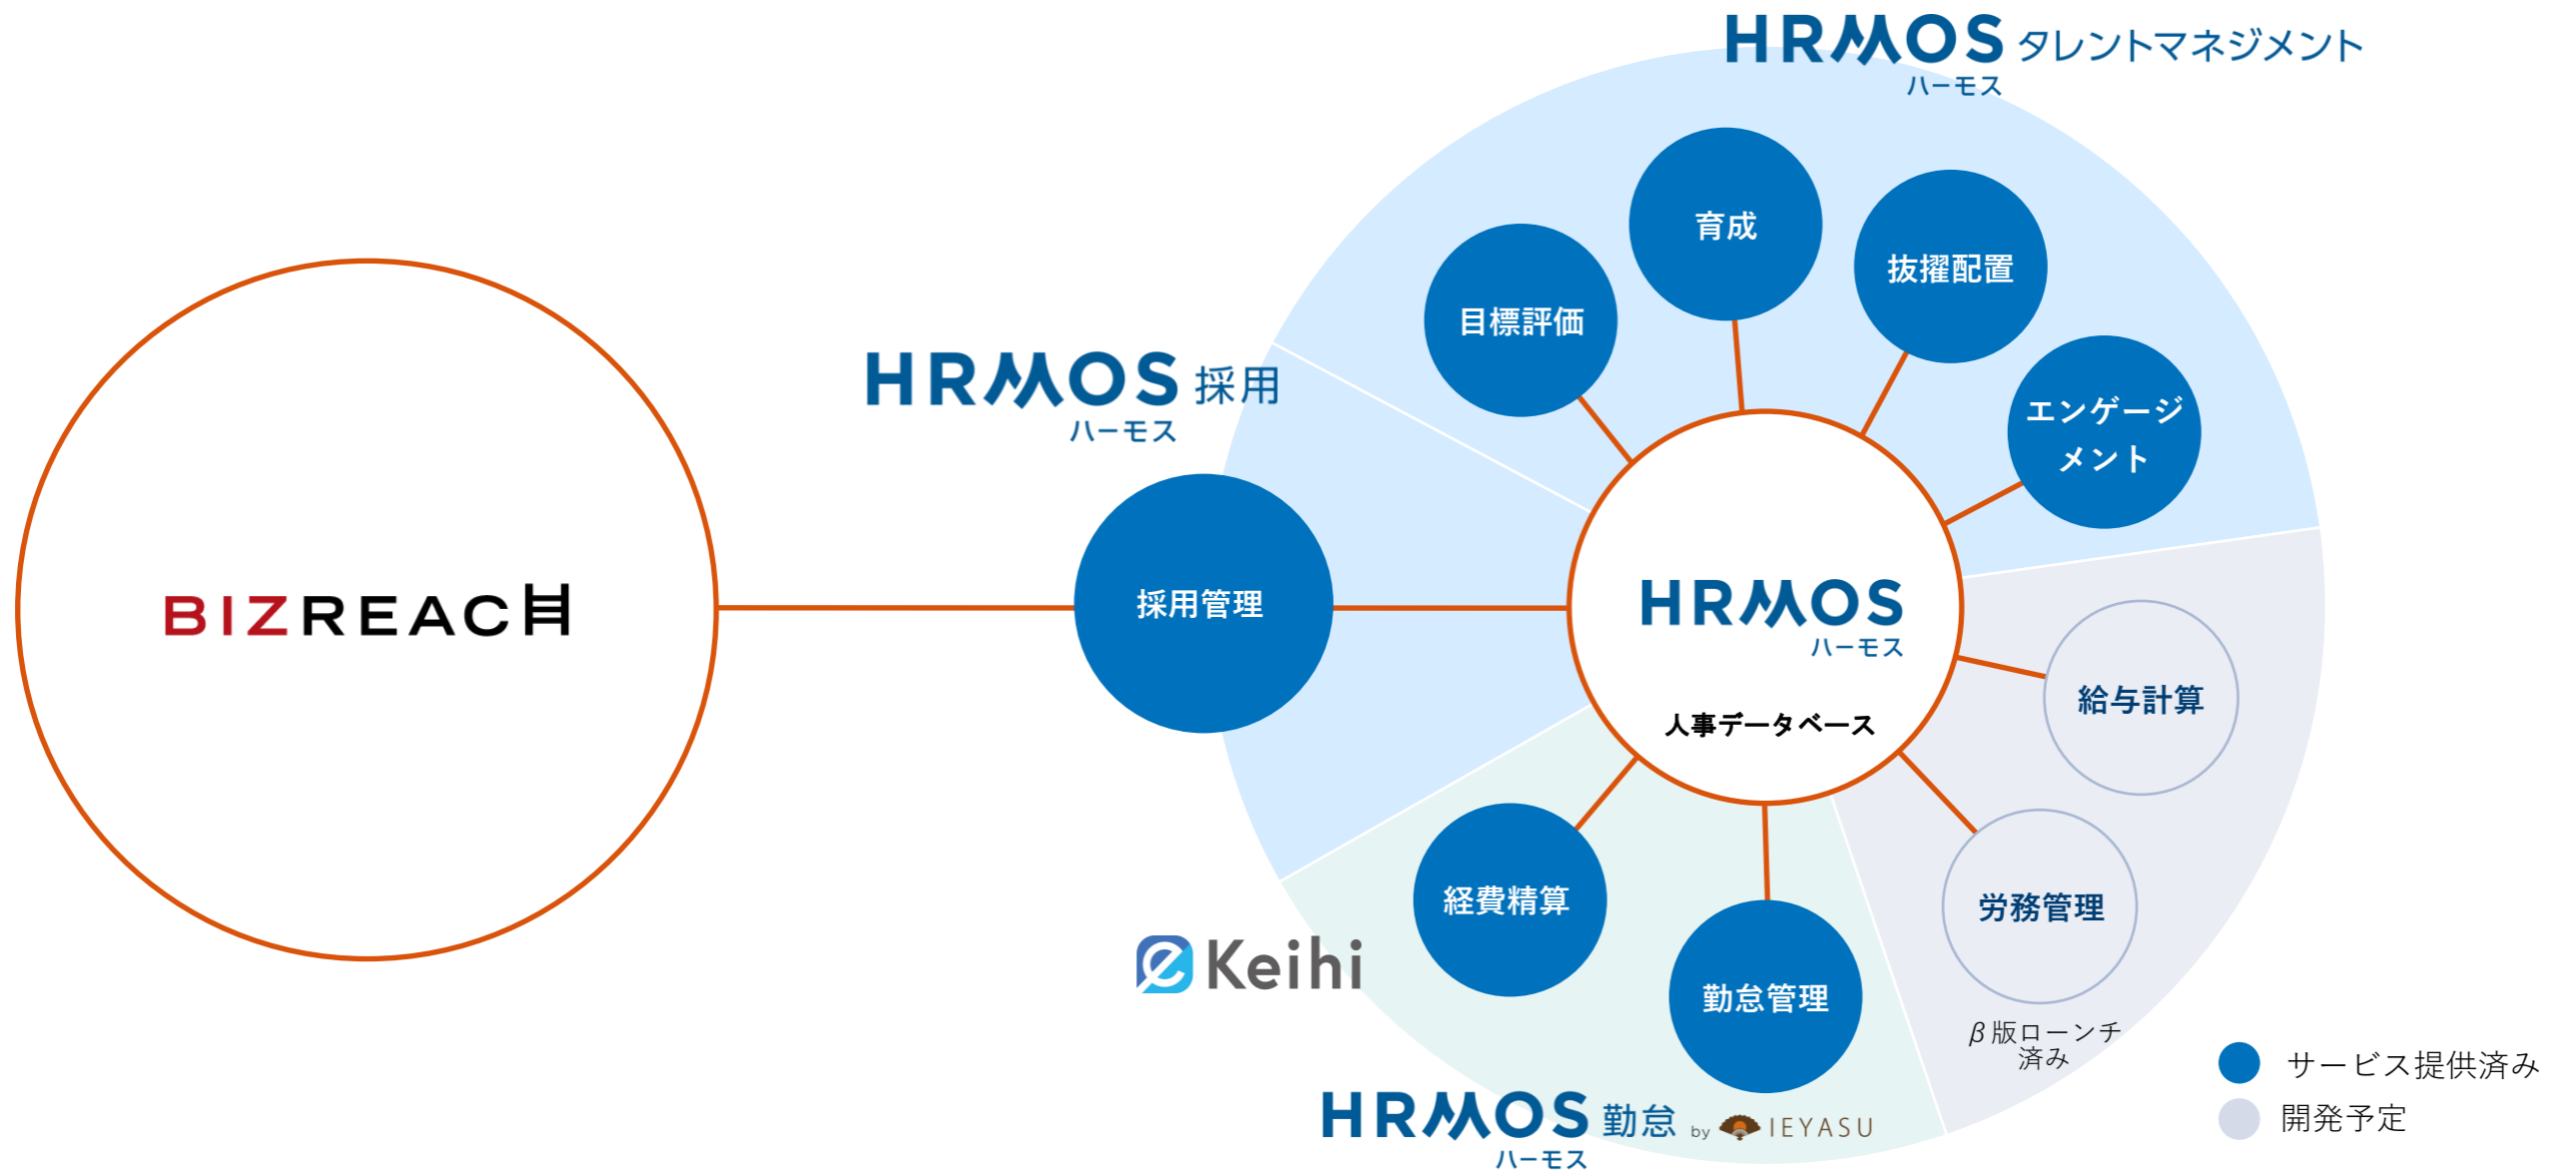 HRMOS タレントマネジメント
ハーモス
育成
抜擢配置
目標評価
エンゲージ
メント
HRMOS 採用
ハーモス
採用管理
BIZREACH
HRMOS
ハーモス
人事データベース
給与計算
労務管理
β版ローンチ
済み
経費精算
勤怠管理
eKeihi
HRMOS 勤怠 by IEYASU
ハーモス
サービス提供済み
開発予定